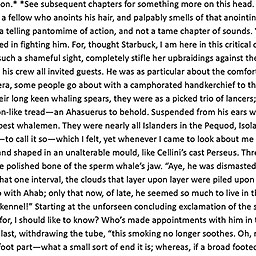 on.* *See subsequent chapters for something more on this head.
a fellow who anoints his hair, and palpably smells of that anointin
a telling pantomime of action, and not a tame chapter of sounds. '
ed in fighting him. For, thought Starbuck, I am here in this critical o
such a shameful sight, completely stifle her upbraidings against the
his crew all invited guests. He was as particular about the comfort
era, some people go about with a camphorated handkerchief to th
eir long keen whaling spears, they were as a picked trio of lancers;
on-like tread—an Ahasuerus to behold. Suspended from his ears w
best whalemen. They were nearly all Islanders in the Pequod, Isola
—to call it so—which I felt, yet whenever I came to look about me
and shaped in an unalterable mould, like Cellini's cast Perseus. Thre
e polished bone of the sperm whale's jaw. "Aye, he was dismasted
hat one interval, the clouds that layer upon layer were piled upon
o with Ahab; only that now, of late, he seemed so much to live in th
kennel!" Starting at the unforseen concluding exclamation of the s
for, I should like to know? Who's made appointments with him in t
last, withdrawing the tube, "this smoking no longer soothes. Oh, m
foot part—what a small sort of end it is; whereas, if a broad footed